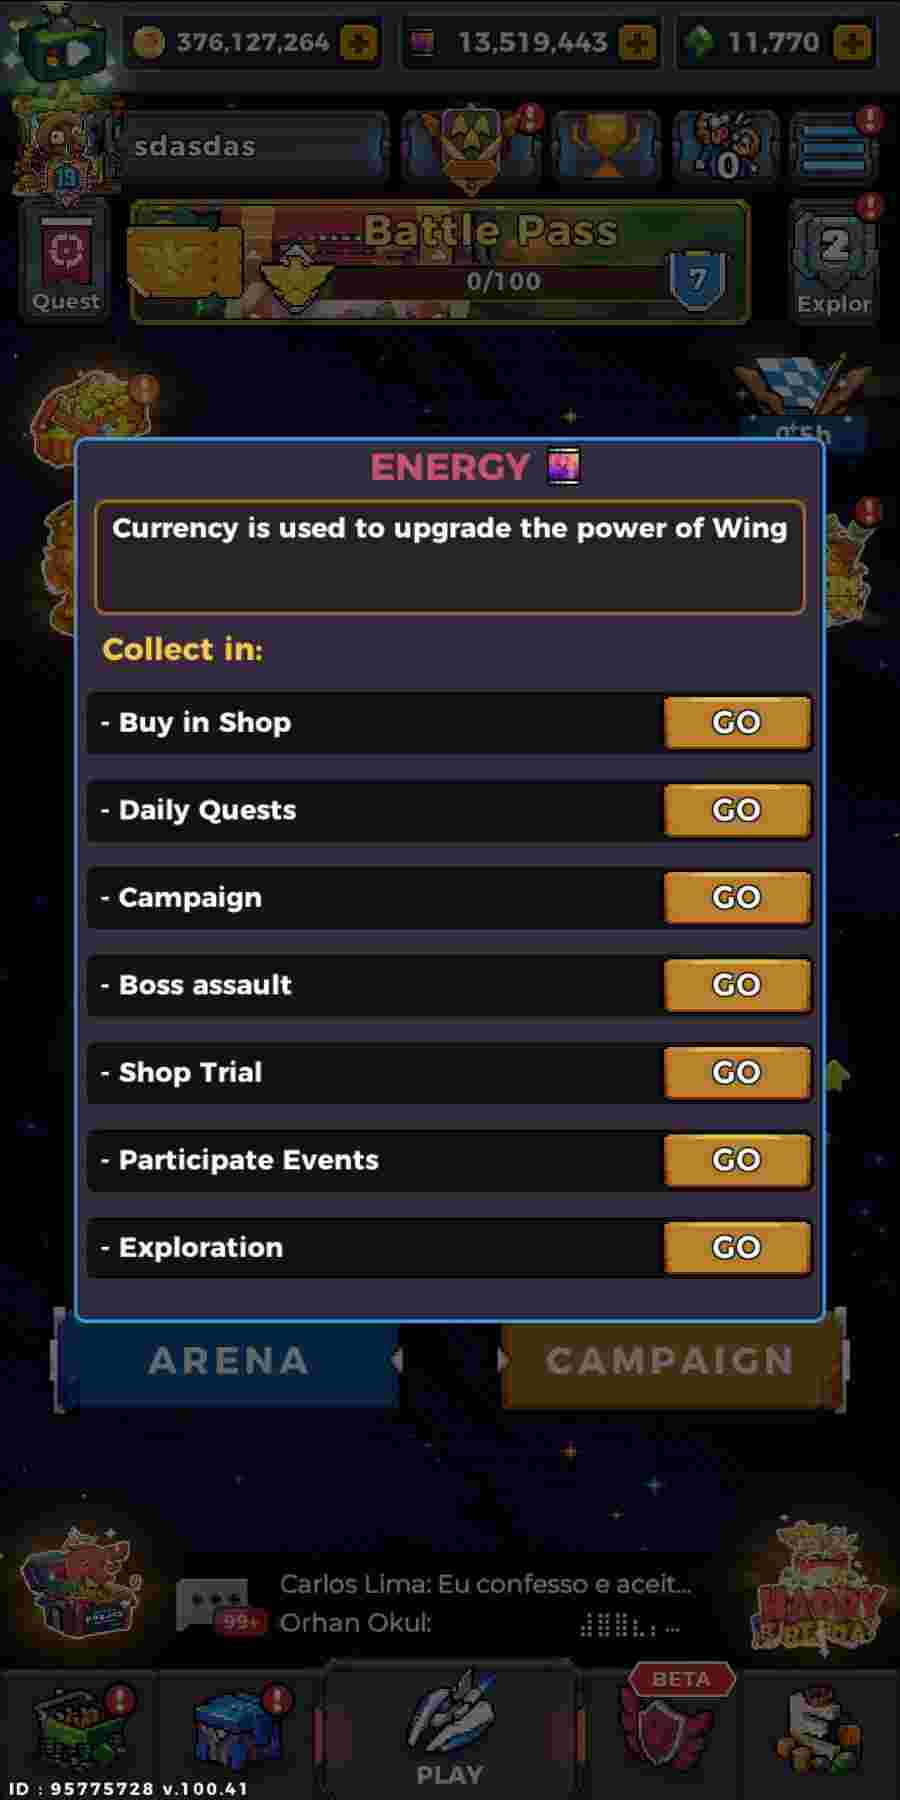 376,127,264
13,519,443
11,770
19
sdasdas
0
Battle Pass
0/100
7
Quest
2
Explor
ENERGY
Currency is used to upgrade the power of Wing
Collect in:
- Buy in Shop GO
- Daily Quests GO
- Campaign GO
- Boss assault GO
- Shop Trial GO
- Participate Events GO
- Exploration GO
ARENA
CAMPAIGN
Carlos Lima: Eu confesso e aceit...
99+
Orhan Okul:
HAPPY
BETA
PLAY
ID : 95775728 v.100.41